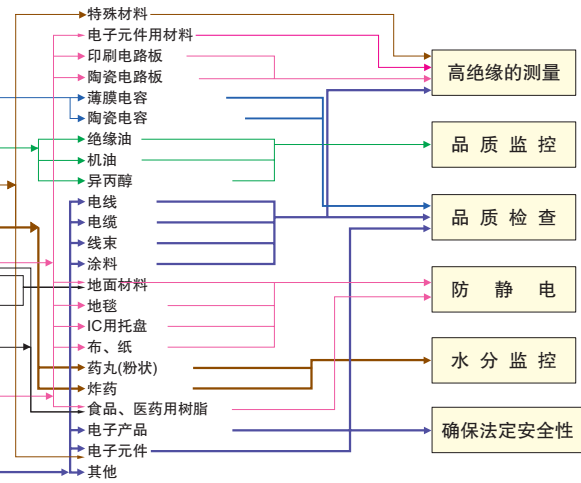 特殊材料
电子元件用材料
印刷电路板
陶瓷电路板
薄膜电容
陶瓷电容
绝缘油
机油
异丙醇
电线
电缆
线束
涂料
地面材料
地毯
IC用托盘
布、纸
药丸(粉状)
炸药
食品、医药用树脂
电子产品
电子元件
其他
高绝缘的测量
品质监控
品质检查
防静电
水分监控
确保法定安全性